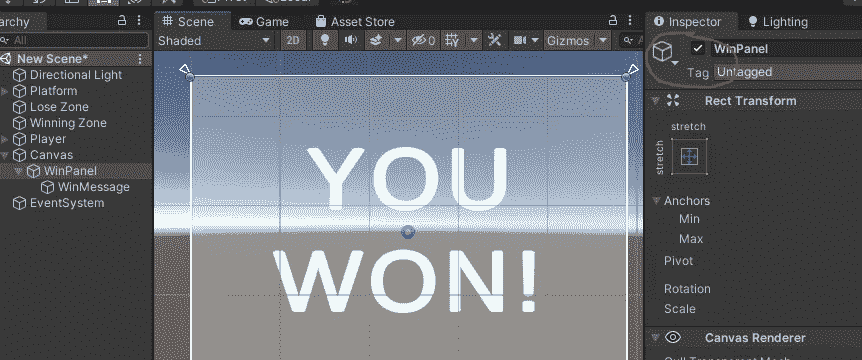 Scene Game Asset Store Inspector Lighting
archy
All
Shaded 2D 0 Gizmos A
New Scene*
Directional Light
Platform
Lose Zone
Winning Zone
Player
Canvas
WinPanel
WinMessage
EventSystem
YOU
WON!
WinPanel
Tag Untagged
Rect Transform
stretch
stretch
Anchors
Min
Max
Pivot
Rotation
Scale
Canvas Renderer